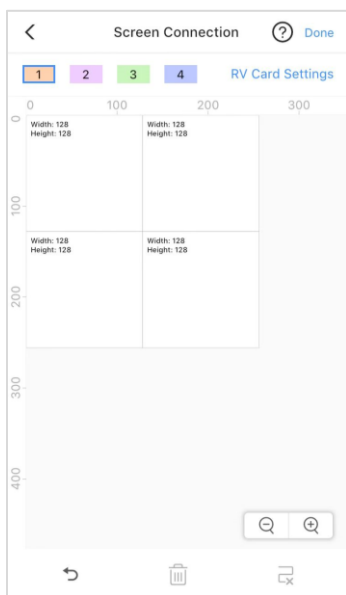 Screen Connection ? Done
1 2 3 4 RV Card Settings
0 100 200 300
0
Width: 128 Width: 128
Height: 128 Height: 128
100
Width: 128 Width: 128
Height: 128 Height: 128
200
300
400